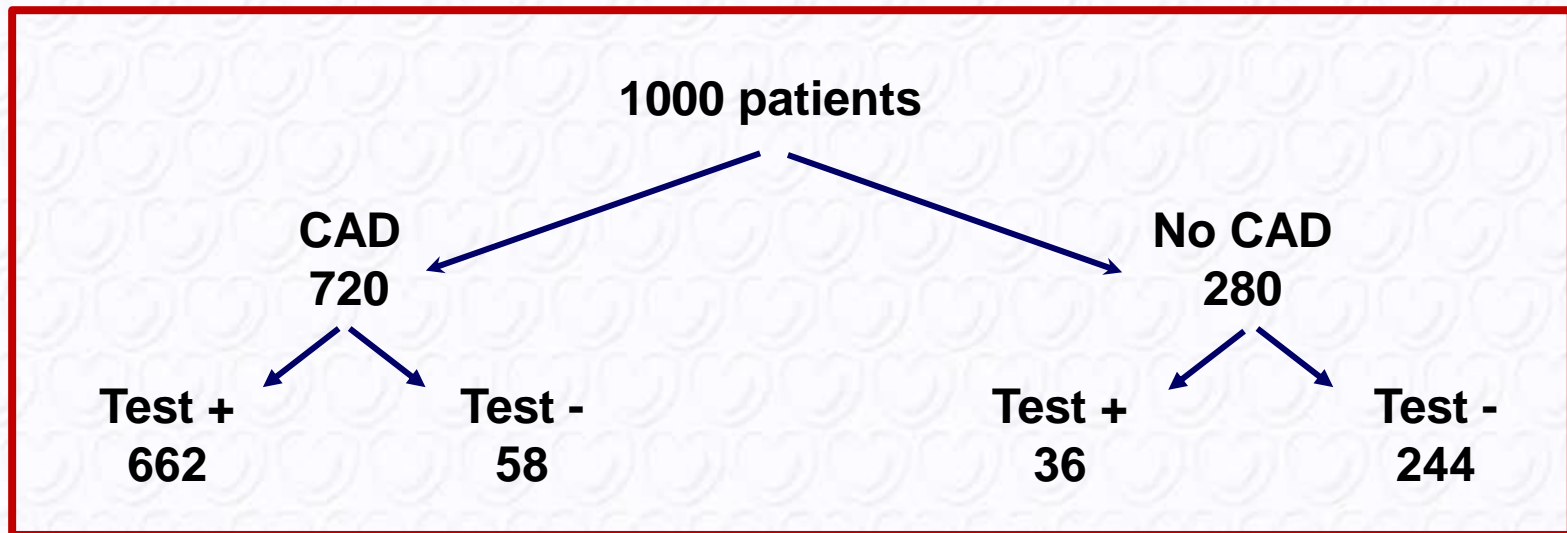 1000 patients
CAD
720
No CAD
280
Test +
662
Test -
58
Test +
36
Test -
244